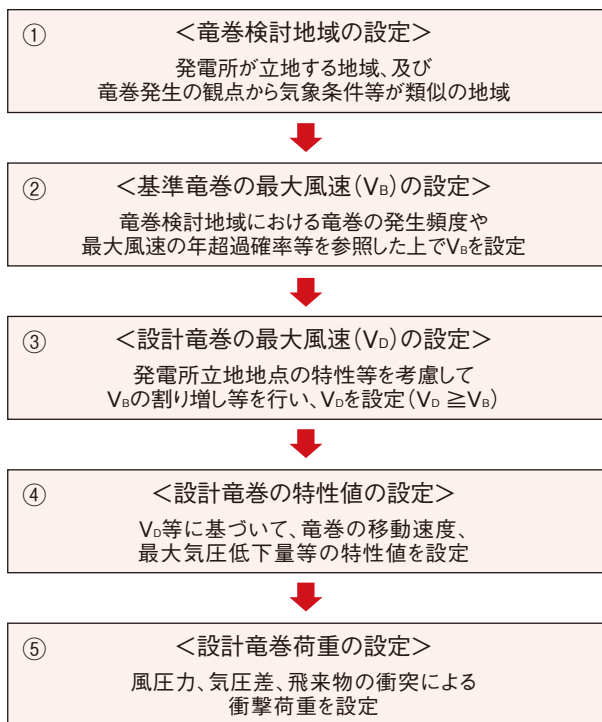 ① ＜竜巻検討地域の設定＞
発電所が立地する地域、及び
竜巻発生の観点から気象条件等が類似の地域
② ＜基準竜巻の最大風速（VB）の設定＞
竜巻検討地域における竜巻の発生頻度や
最大風速の年超過確率等を参照した上でVBを設定
③ ＜設計竜巻の最大風速（VD）の設定＞
発電所立地地点の特性等を考慮して
VBの割り増し等を行い、VDを設定（VD ≧VB）
④ ＜設計竜巻の特性値の設定＞
VD等に基づいて、竜巻の移動速度、
最大気圧低下量等の特性値を設定
⑤ ＜設計竜巻荷重の設定＞
風圧力、気圧差、飛来物の衝突による
衝撃荷重を設定